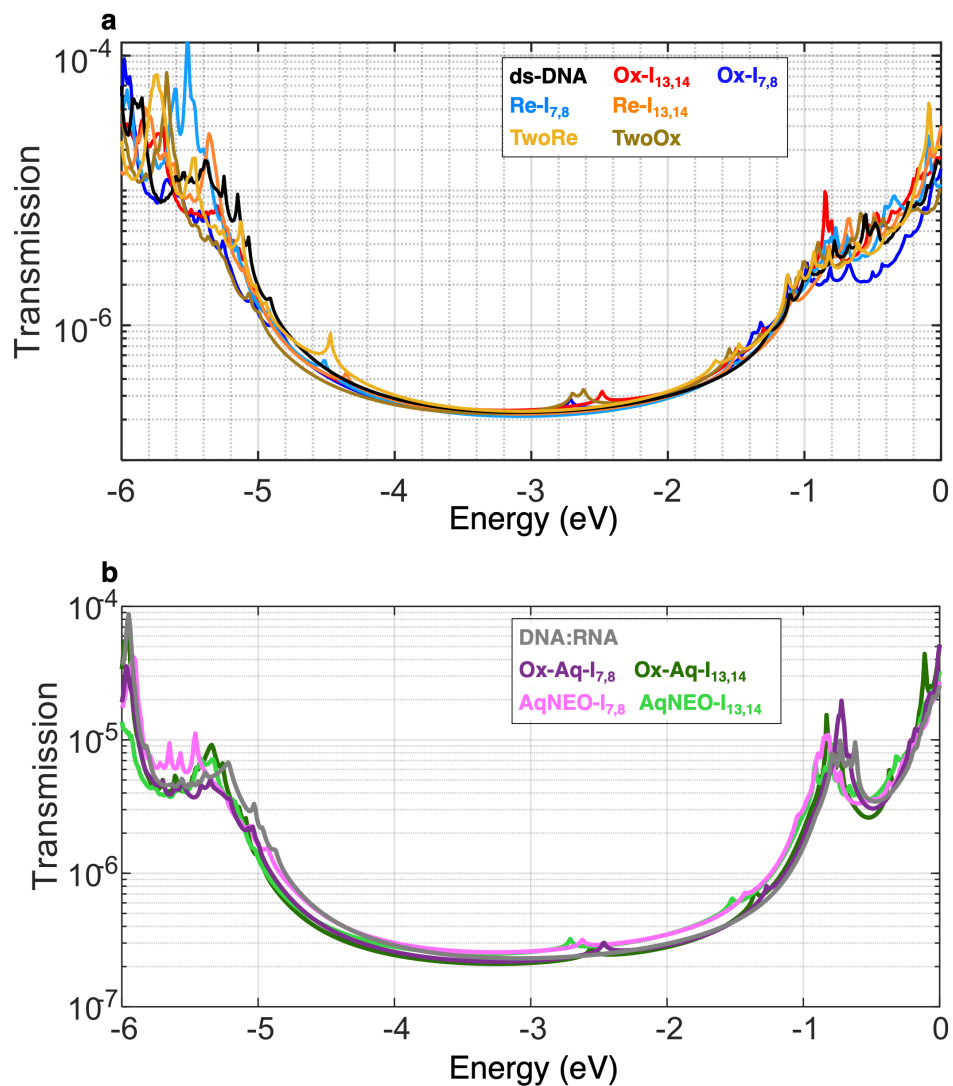 a
10⁻⁴
ds-DNA Ox-I₁₃,₁₄ Ox-I₇,₈
Re-I₇,₈ Re-I₁₃,₁₄
TwoRe TwoOx
Transmission
10⁻⁶
-6 -5 -4 -3 -2 -1 0
Energy (eV)
b
10⁻⁴
DNA:RNA
Ox-Aq-I₇,₈ Ox-Aq-I₁₃,₁₄
AqNEO-I₇,₈ AqNEO-I₁₃,₁₄
10⁻⁵
Transmission
10⁻⁶
10⁻⁷
-6 -5 -4 -3 -2 -1 0
Energy (eV)